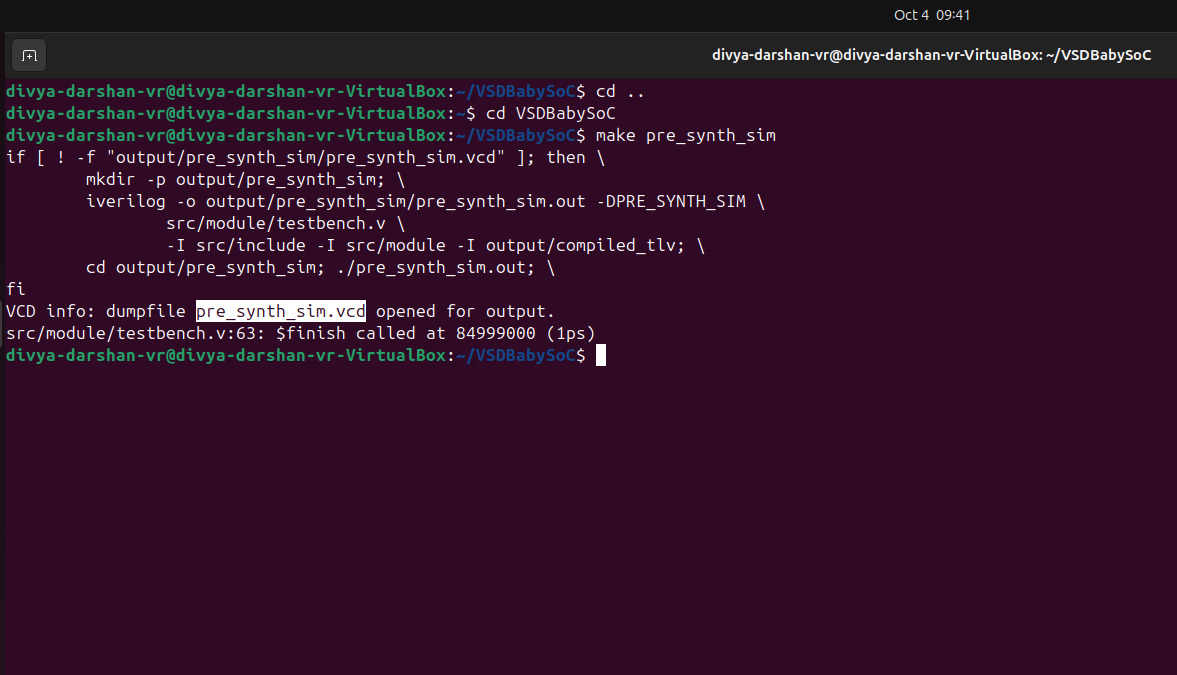 Oct 4  09:41
divya-darshan-vr@divya-darshan-vr-VirtualBox: ~/VSDBabySoC
divya-darshan-vr@divya-darshan-vr-VirtualBox:~/VSDBabySoC$ cd ..
divya-darshan-vr@divya-darshan-vr-VirtualBox:~$ cd VSDBabySoC
divya-darshan-vr@divya-darshan-vr-VirtualBox:~/VSDBabySoC$ make pre_synth_sim
if [ ! -f "output/pre_synth_sim/pre_synth_sim.vcd" ]; then \
        mkdir -p output/pre_synth_sim; \
        iverilog -o output/pre_synth_sim/pre_synth_sim.out -DPRE_SYNTH_SIM \
                src/module/testbench.v \
                -I src/include -I src/module -I output/compiled_tlv; \
        cd output/pre_synth_sim; ./pre_synth_sim.out; \
fi
VCD info: dumpfile pre_synth_sim.vcd opened for output.
src/module/testbench.v:63: $finish called at 84999000 (1ps)
divya-darshan-vr@divya-darshan-vr-VirtualBox:~/VSDBabySoC$